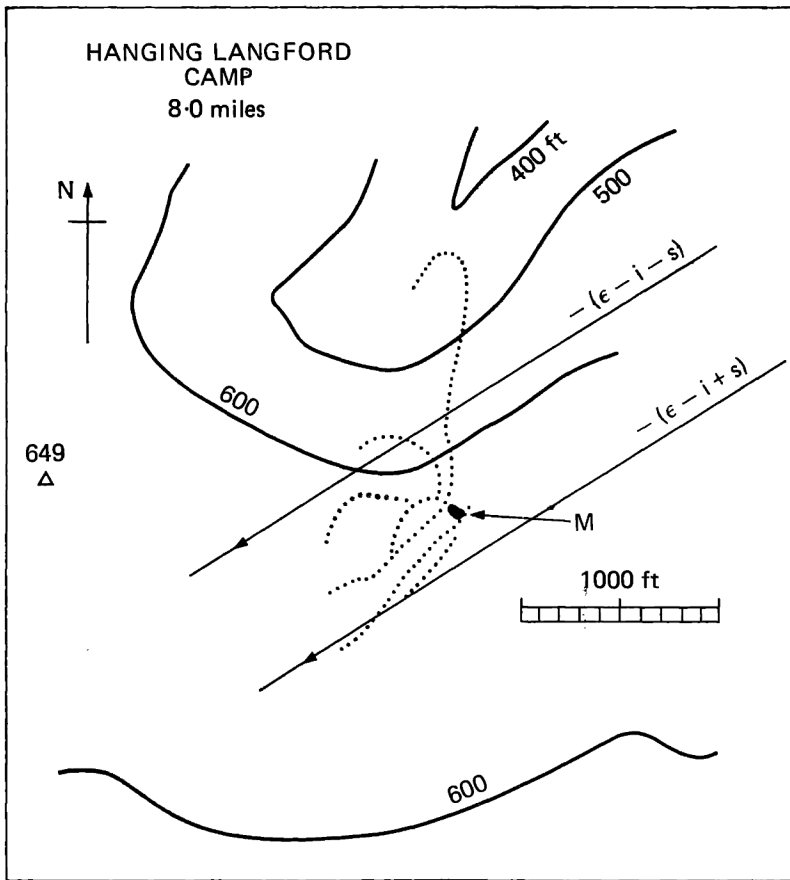 HANGING LANGFORD
CAMP
8·0 miles
400 ft
N
500
– (ϵ – i – s)
600
– (ϵ – i + s)
649
M
1000 ft
600